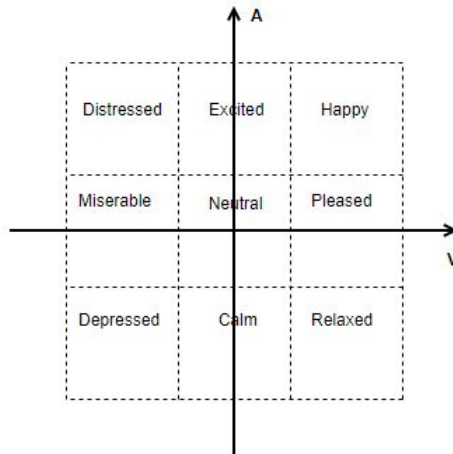 A
Distressed Excited Happy
Miserable Neutral Pleased
V
Depressed Calm Relaxed